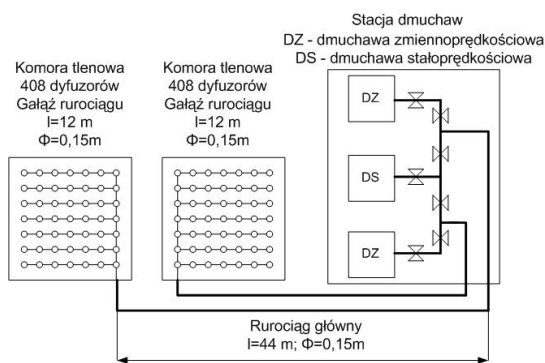 Stacja dmuchaw
DZ - dmuchawa zmiennoprędkościowa
DS - dmuchawa stałoprędkościowa
Komora tlenowa
408 dyfuzorów
Gałąź rurociągu
l=12 m
Φ=0,15m
Komora tlenowa
408 dyfuzorów
Gałąź rurociągu
l=12 m
Φ=0,15m
DZ
DS
DZ
Rurociąg główny
l=44 m; Φ=0,15m